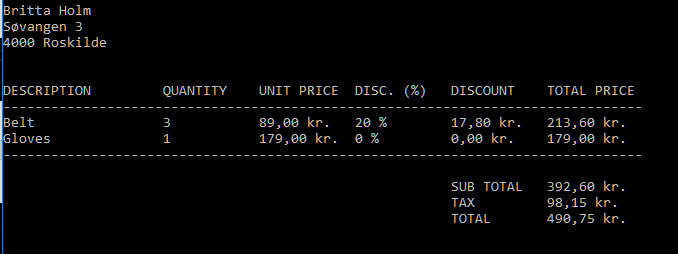 Britta Holm
Søvangen 3
4000 Roskilde
DESCRIPTION QUANTITY UNIT PRICE DISC. (%) DISCOUNT TOTAL PRICE
--------------------------------------------------------------------------------
Belt 3 89,00 kr. 20 % 17,80 kr. 213,60 kr.
Gloves 1 179,00 kr. 0 % 0,00 kr. 179,00 kr.
--------------------------------------------------------------------------------
SUB TOTAL 392,60 kr.
TAX 98,15 kr.
TOTAL 490,75 kr.